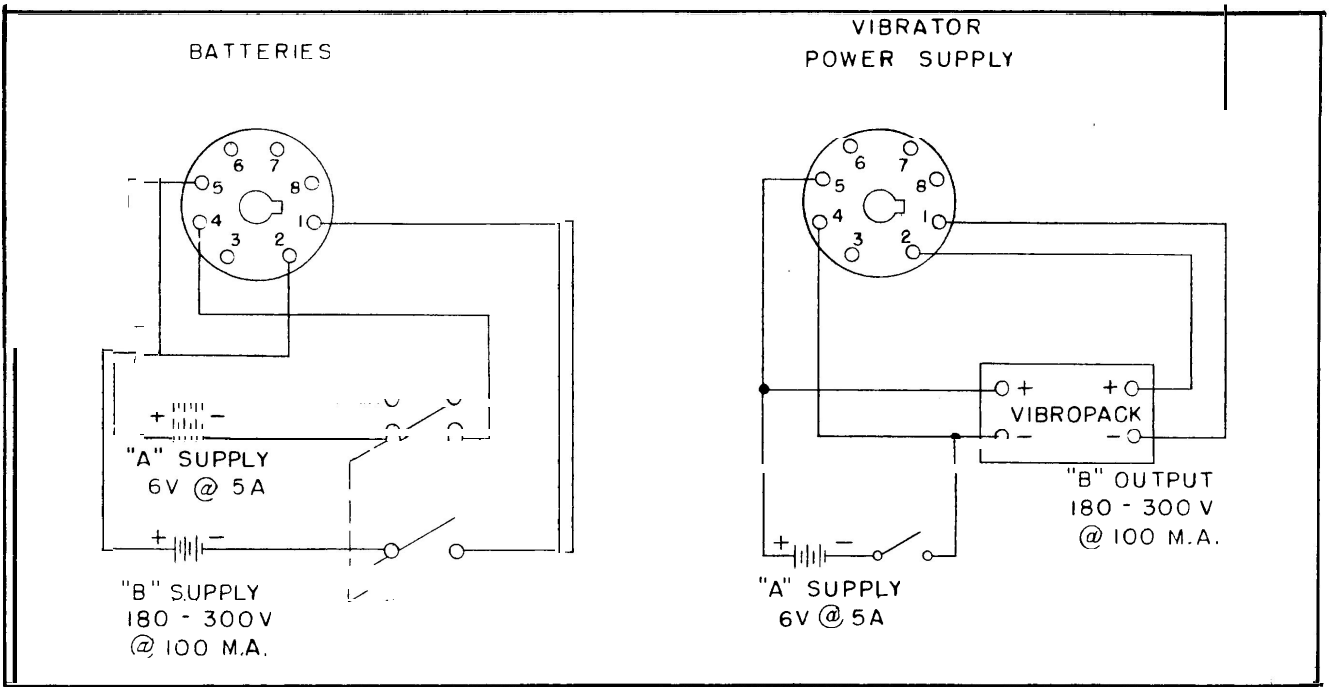 BATTERIES
6
7
5
8
4
1
3
2
+
-
"A" SUPPLY
6V @ 5A
+
-
"B" SUPPLY
180 - 300V
@ 100 M.A.
VIBRATOR
POWER SUPPLY
6
7
5
8
4
1
3
2
+
+
VIBROPACK
-
-
"B" OUTPUT
180 - 300 V
@ 100 M.A.
+
-
"A" SUPPLY
6V @ 5A